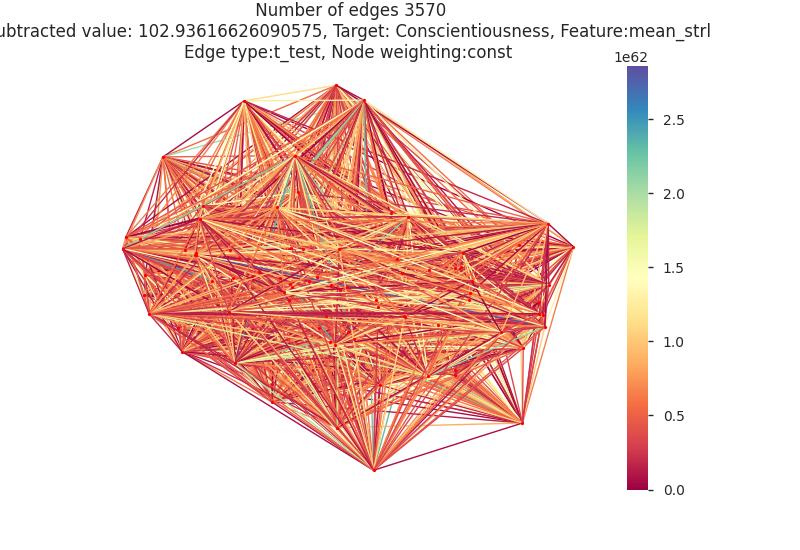 Number of edges 3570
ubtracted value: 102.93616626090575, Target: Conscientiousness, Feature:mean_strl
Edge type:t_test, Node weighting:const
1e62
2.5
2.0
1.5
1.0
0.5
0.0